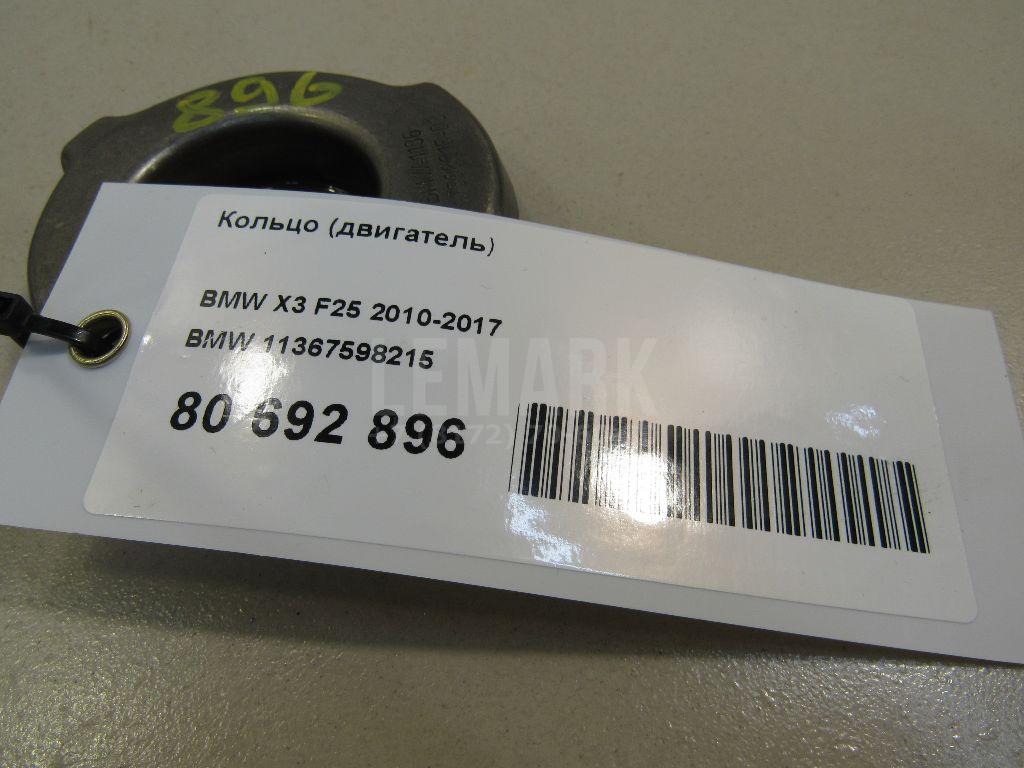 896
Кольцо (двигатель)
BMW X3 F25 2010-2017
BMW 11367598215
LEMARK
80 692 896